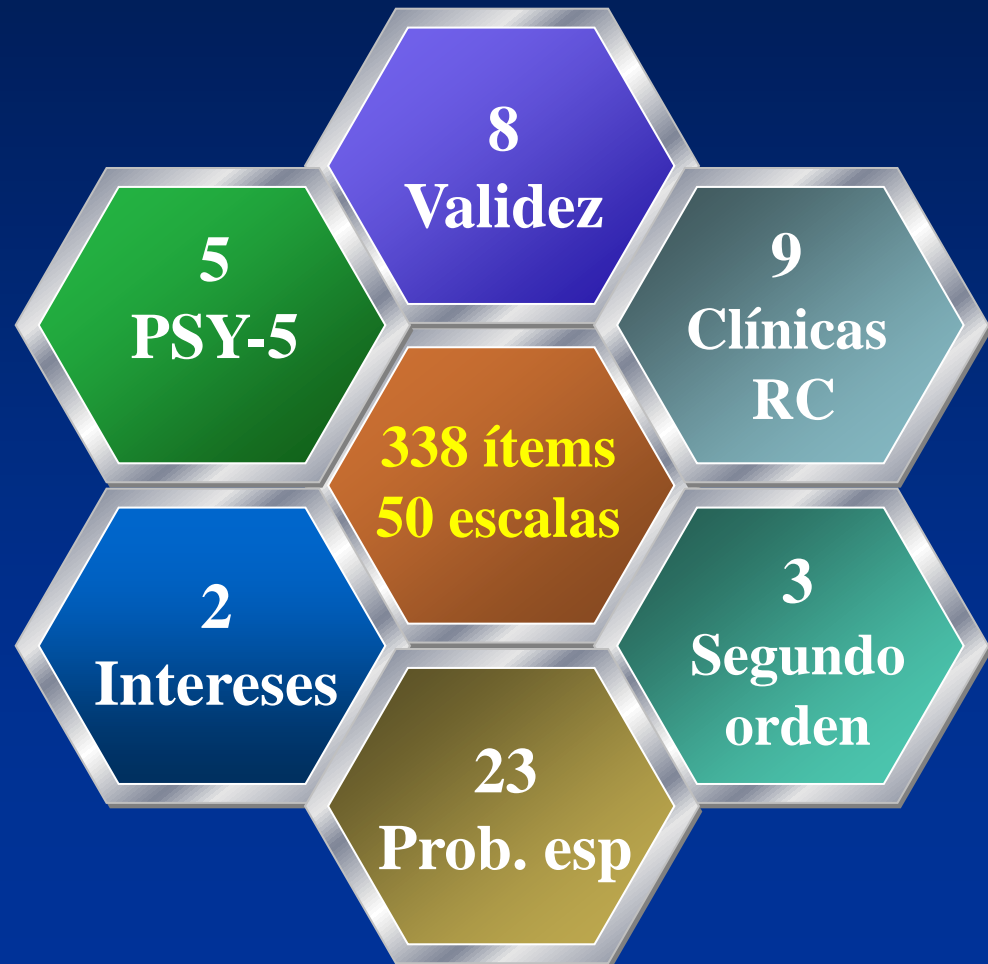 8
Validez
5
PSY-5
9
Clínicas
RC
338 ítems
50 escalas
2
Intereses
3
Segundo
orden
23
Prob. esp